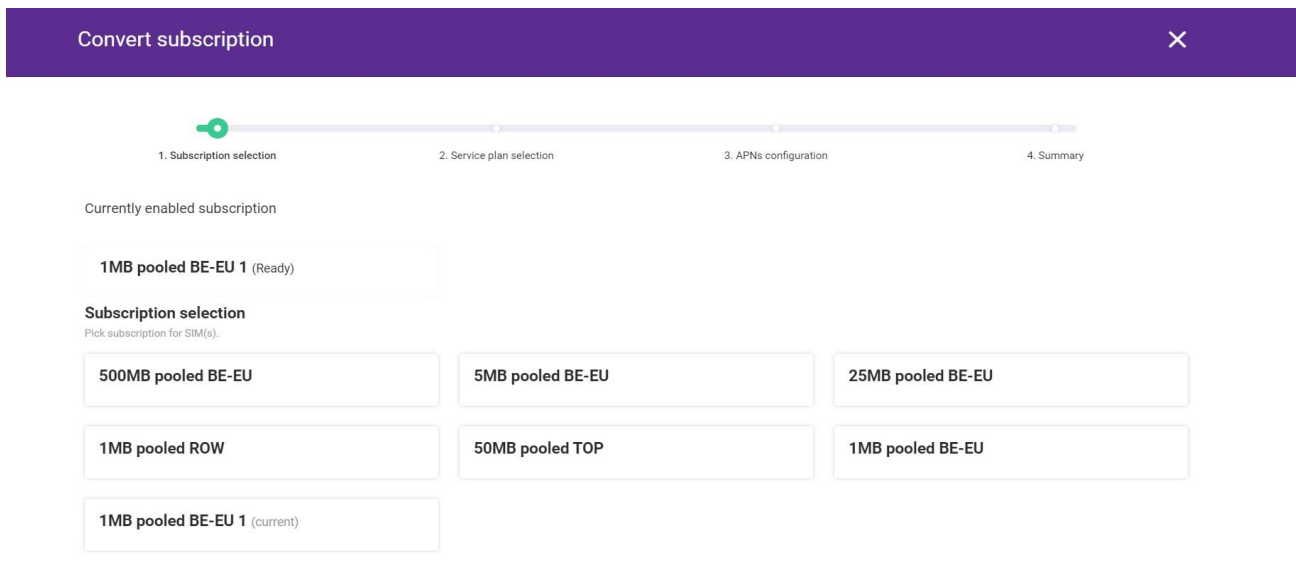 Convert subscription
1. Subscription selection
2. Service plan selection
3. APNs configuration
4. Summary
Currently enabled subscription
1MB pooled BE-EU 1 (Ready)
Subscription selection
Pick subscription for SIM(s).
500MB pooled BE-EU
5MB pooled BE-EU
25MB pooled BE-EU
1MB pooled ROW
50MB pooled TOP
1MB pooled BE-EU
1MB pooled BE-EU 1 (current)